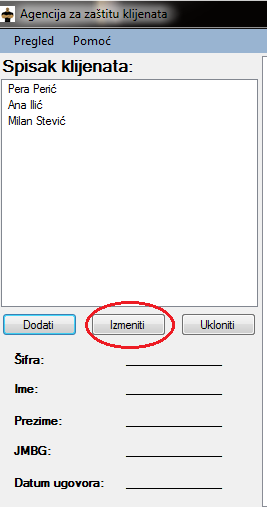 Agencija za zaštitu klijenata
Pregled Pomoć
Spisak klijenata:
Pera Perić
Ana Ilić
Milan Stević
Dodati Izmeniti Ukloniti
Šifra:
Ime:
Prezime:
JMBG:
Datum ugovora: